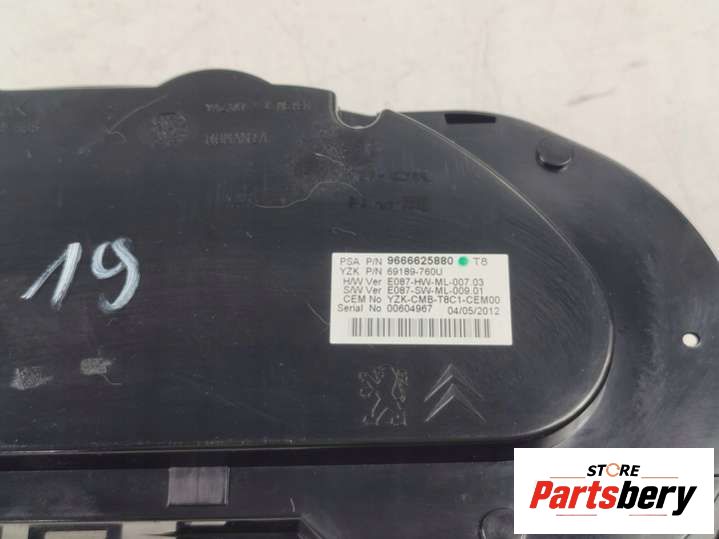 19
PSA P/N 9666625880 T8
YZK P/N 69189-760U
H/W Ver E087-HW-ML-007.03
S/W Ver E087-SW-ML-009.01
CEM No YZK-CMB-T8C1-CEM00
Serial No 00604967 04/05/2012
STORE
Partsbery